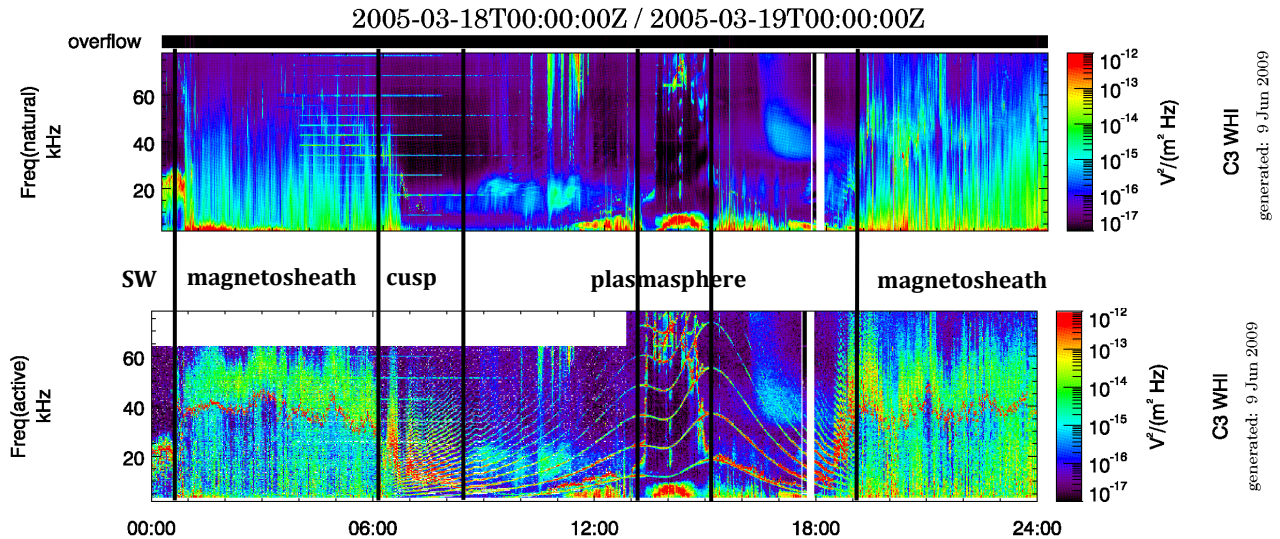 2005-03-18T00:00:00Z / 2005-03-19T00:00:00Z
overflow
Freq(natural)
kHz
60
40
20
10⁻¹²
10⁻¹³
10⁻¹⁴
10⁻¹⁵
10⁻¹⁶
10⁻¹⁷
V²/(m² Hz)
C3 WHI
generated: 9 Jun 2009
SW magnetosheath cusp plasmasphere magnetosheath
Freq(active)
kHz
60
40
20
10⁻¹²
10⁻¹³
10⁻¹⁴
10⁻¹⁵
10⁻¹⁶
10⁻¹⁷
V²/(m² Hz)
C3 WHI
generated: 9 Jun 2009
00:00 06:00 12:00 18:00 24:00